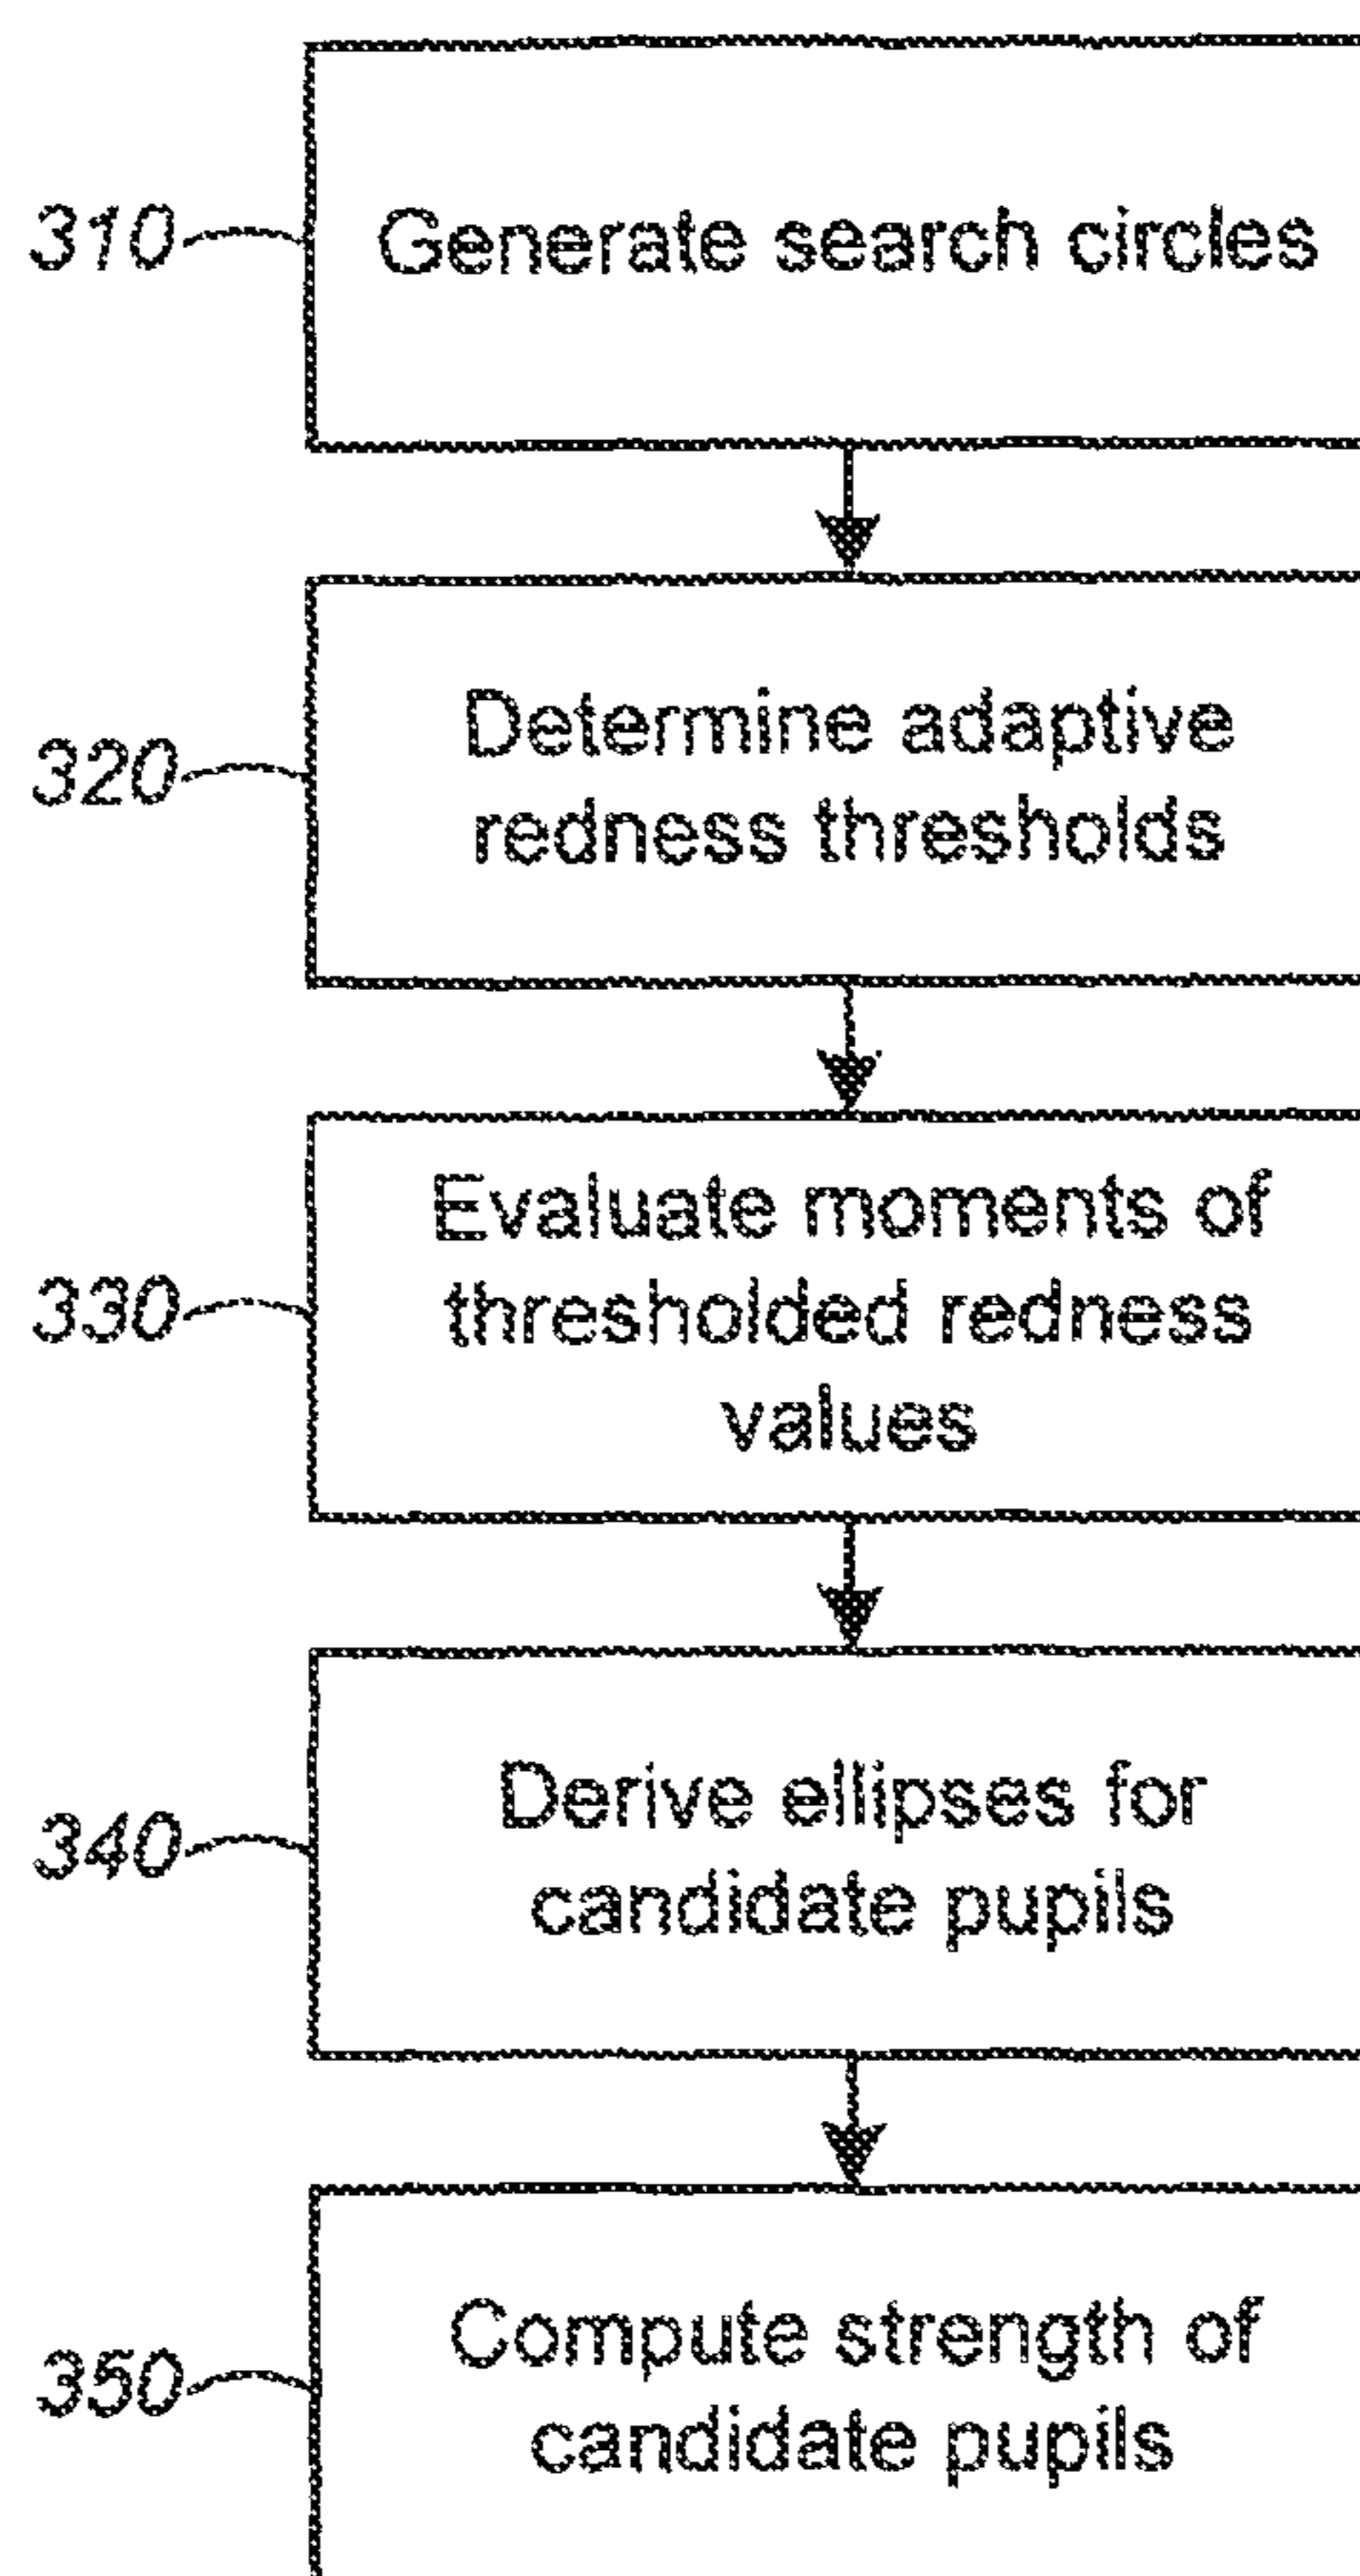 310
Generate search circles
320
Determine adaptive
redness thresholds
330
Evaluate moments of
thresholded redness
values
340
Derive ellipses for
candidate pupils
350
Compute strength of
candidate pupils